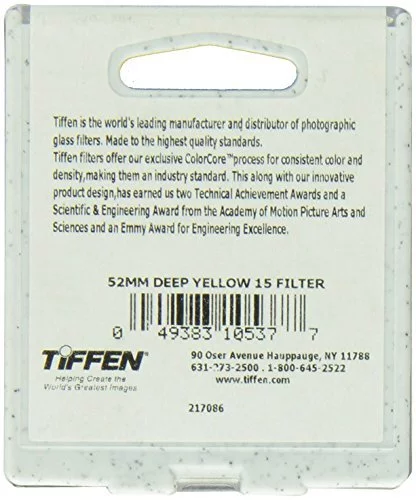 Tiffen is the world's leading manufacturer and distributor of photographic
glass filters. Made to the highest quality standards.
Tiffen filters offer our exclusive ColorCore™process for consistent color and
density,making them an industry standard. This along with our innovative
product design,has earned us two Technical Achievement Awards and a
Scientific & Engineering Award from the Academy of Motion Picture Arts and
Sciences and an Emmy Award for Engineering Excellence.
52MM DEEP YELLOW 15 FILTER
0 49383 10537 7
TIFFEN®
Helping Create the
World's Greatest Images
90 Oser Avenue Hauppauge, NY 11788
631-273-2500 . 1-800-645-2522
www.tiffen.com
217086